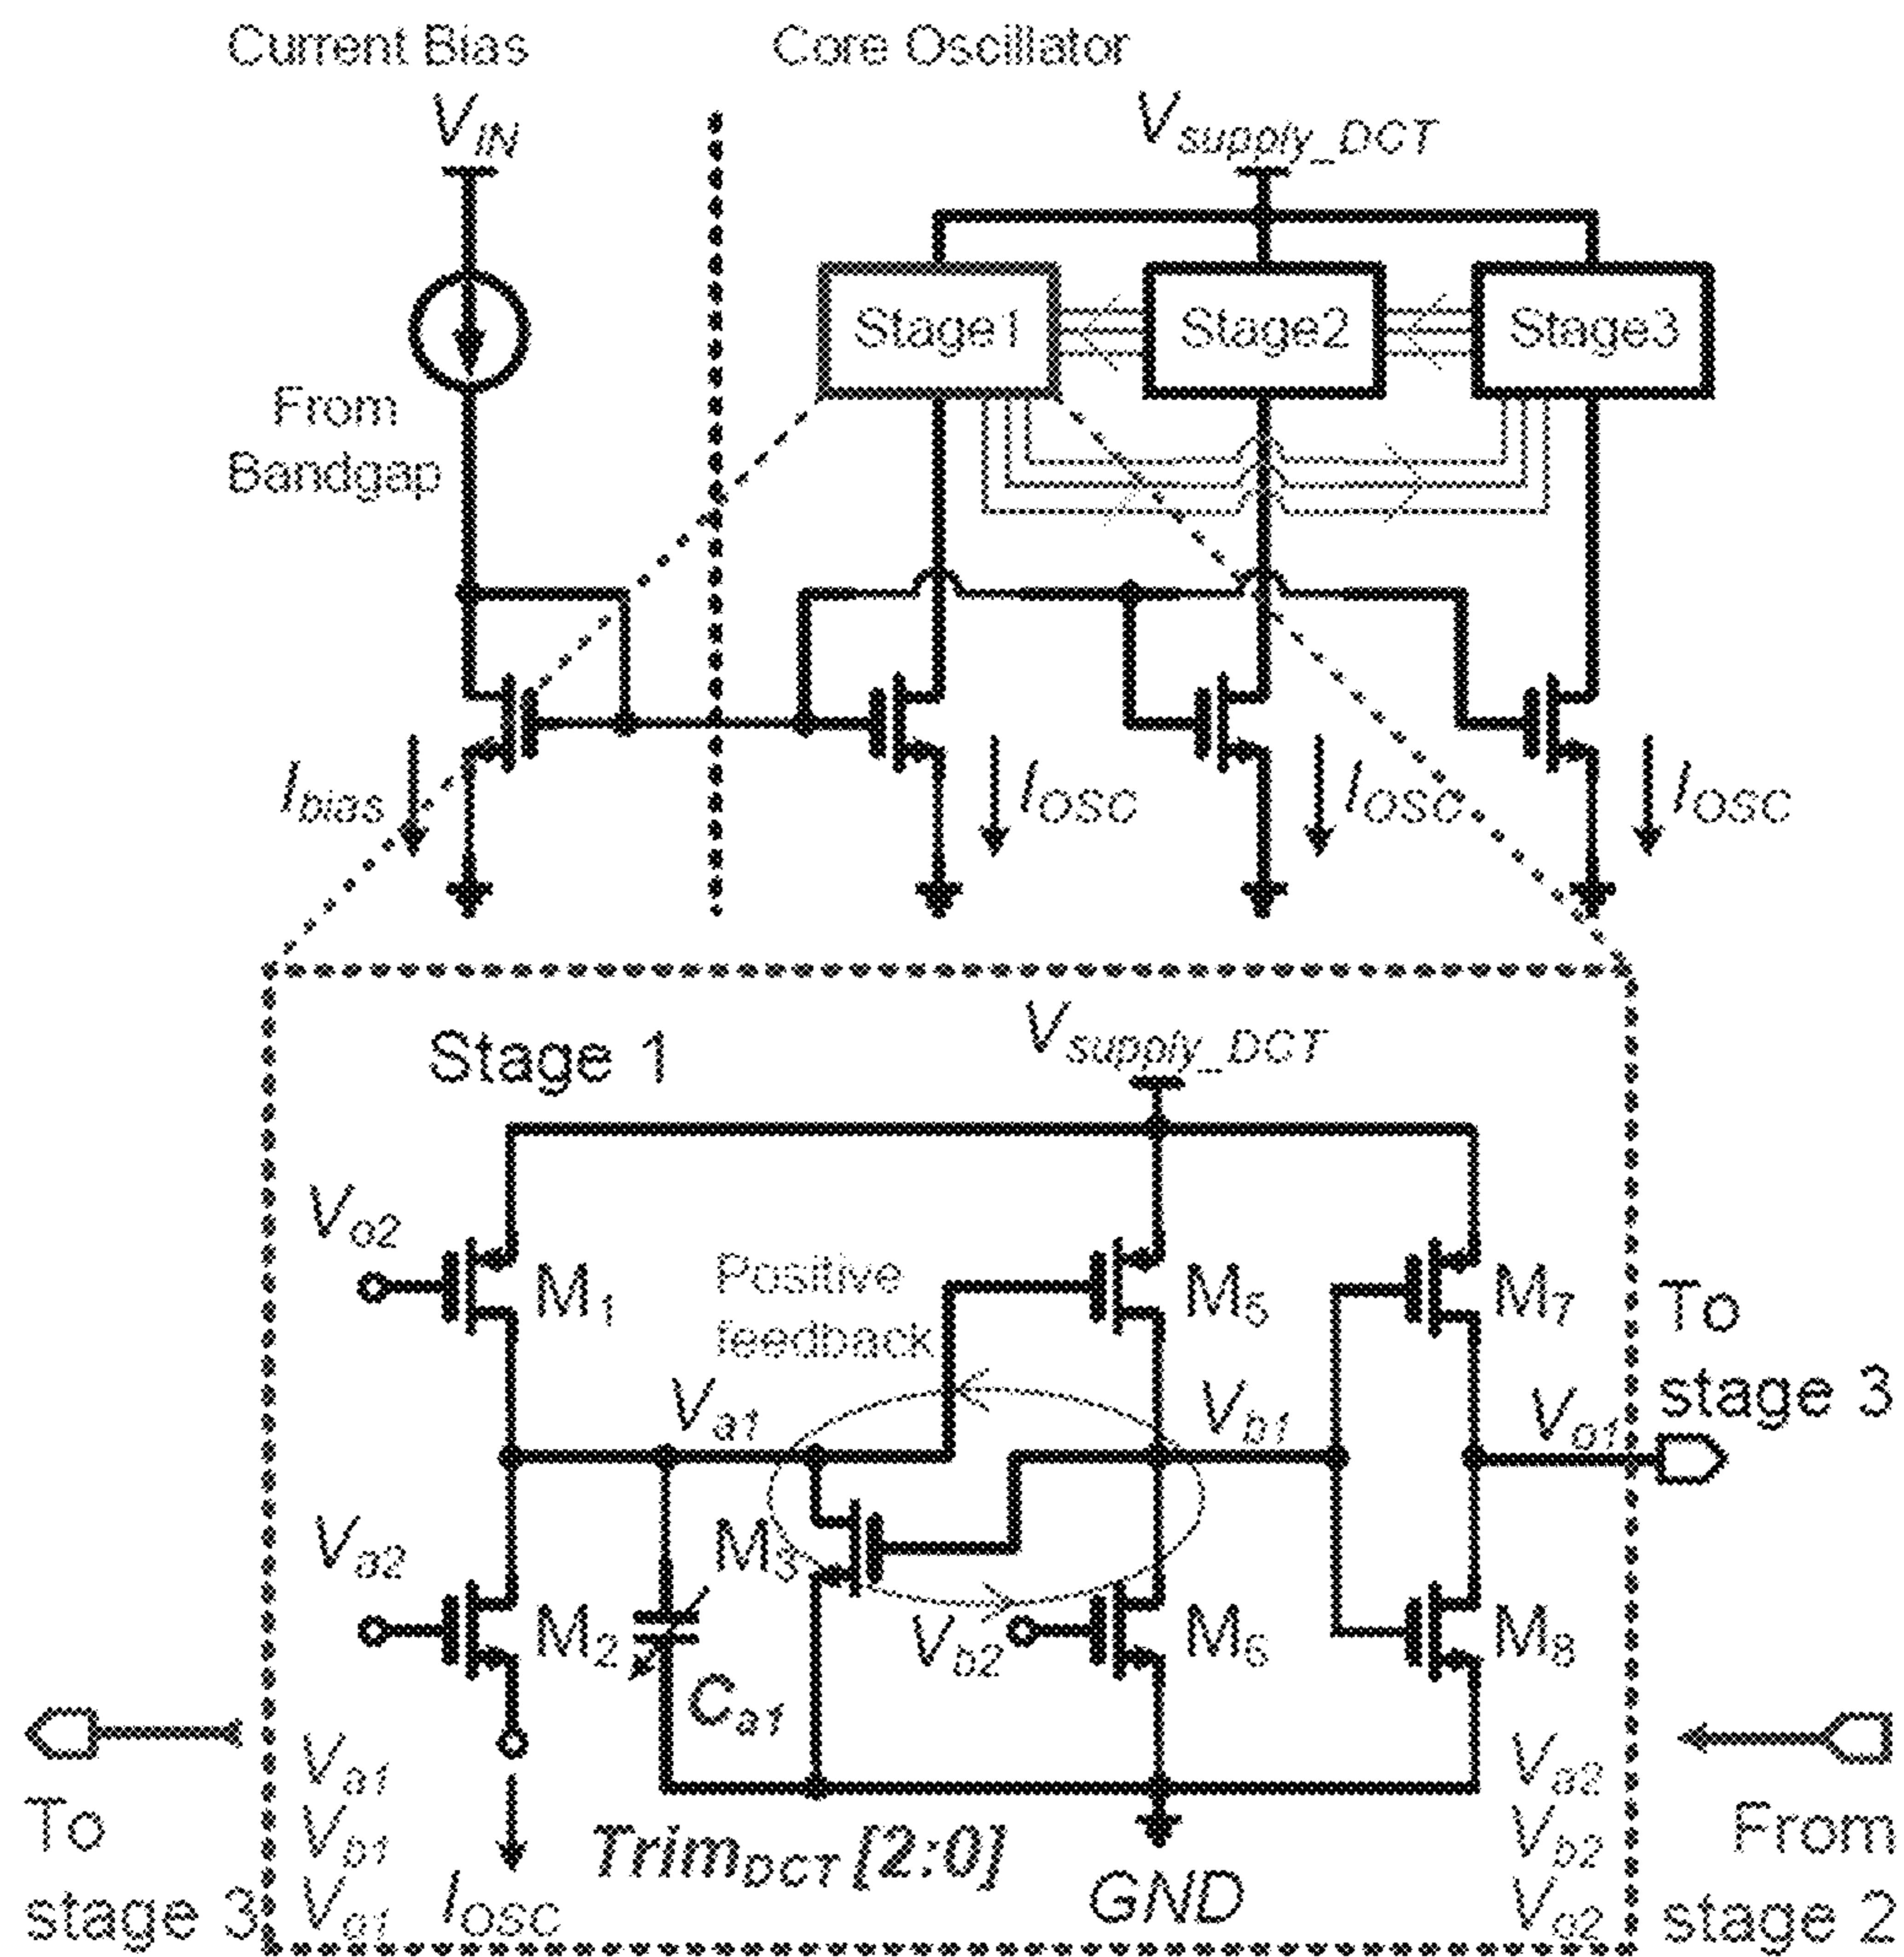 Current Bias
Core Oscillator
V_IN
V_supply_DCT
Stage1
Stage2
Stage3
From
Bandgap
I_bias
I_OSC
I_OSC
I_OSC
Stage 1
V_supply_DCT
V_o2
M_1
Positive
feedback
M_5
M_7
To
stage 3
V_a1
V_b1
V_o1
V_a2
M_2
M_3
C_a1
V_b2
M_6
M_8
To
stage 3
V_a1
V_b1
V_o1
I_OSC
Trim_DCT [2:0]
GND
V_a2
V_b2
V_o2
From
stage 2